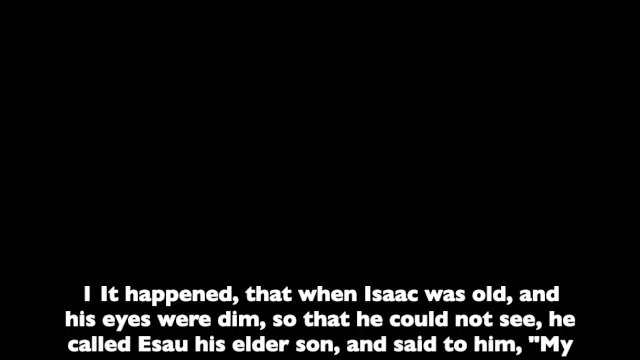 1 It happened, that when Isaac was old, and
his eyes were dim, so that he could not see, he
called Esau his elder son, and said to him, "My